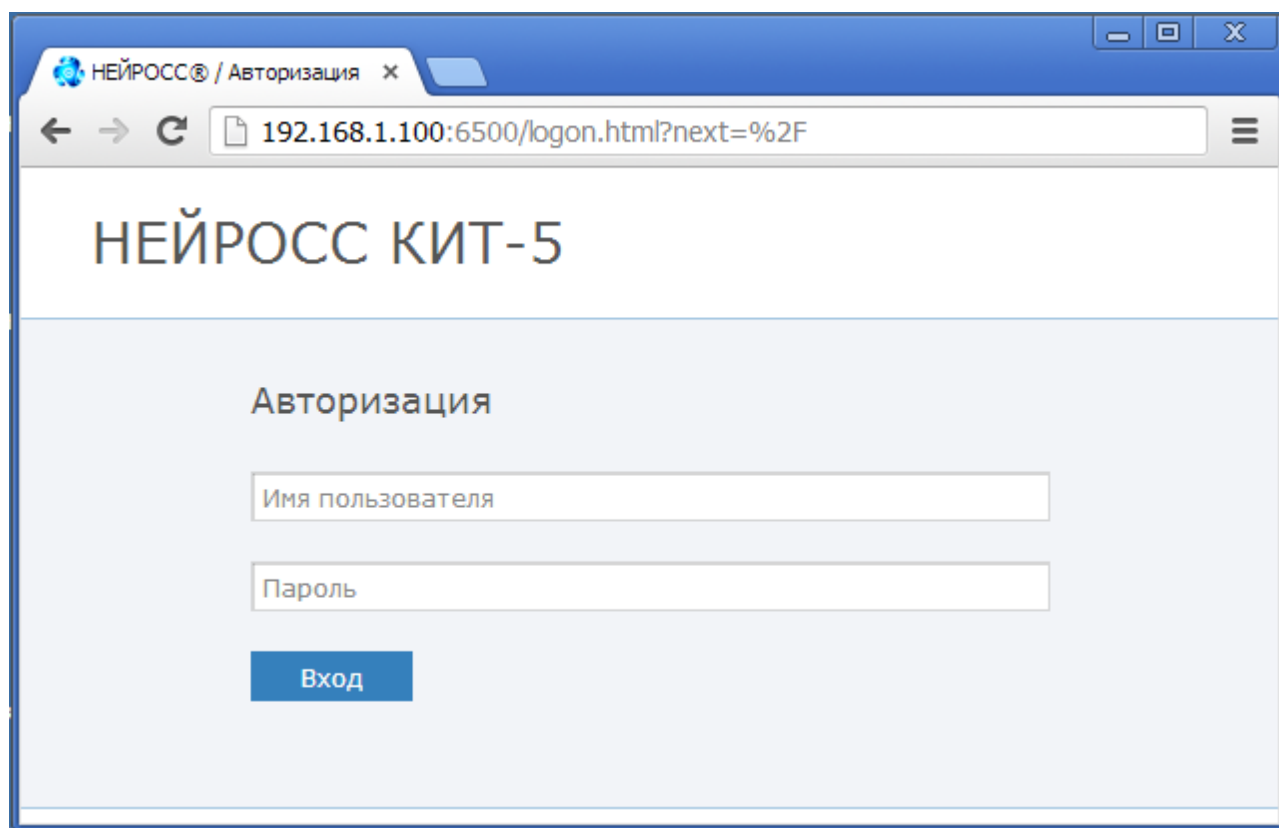 НЕЙРОСС® / Авторизация
192.168.1.100:6500/logon.html?next=%2F
НЕЙРОСС КИТ-5
Авторизация
Имя пользователя
Пароль
Вход